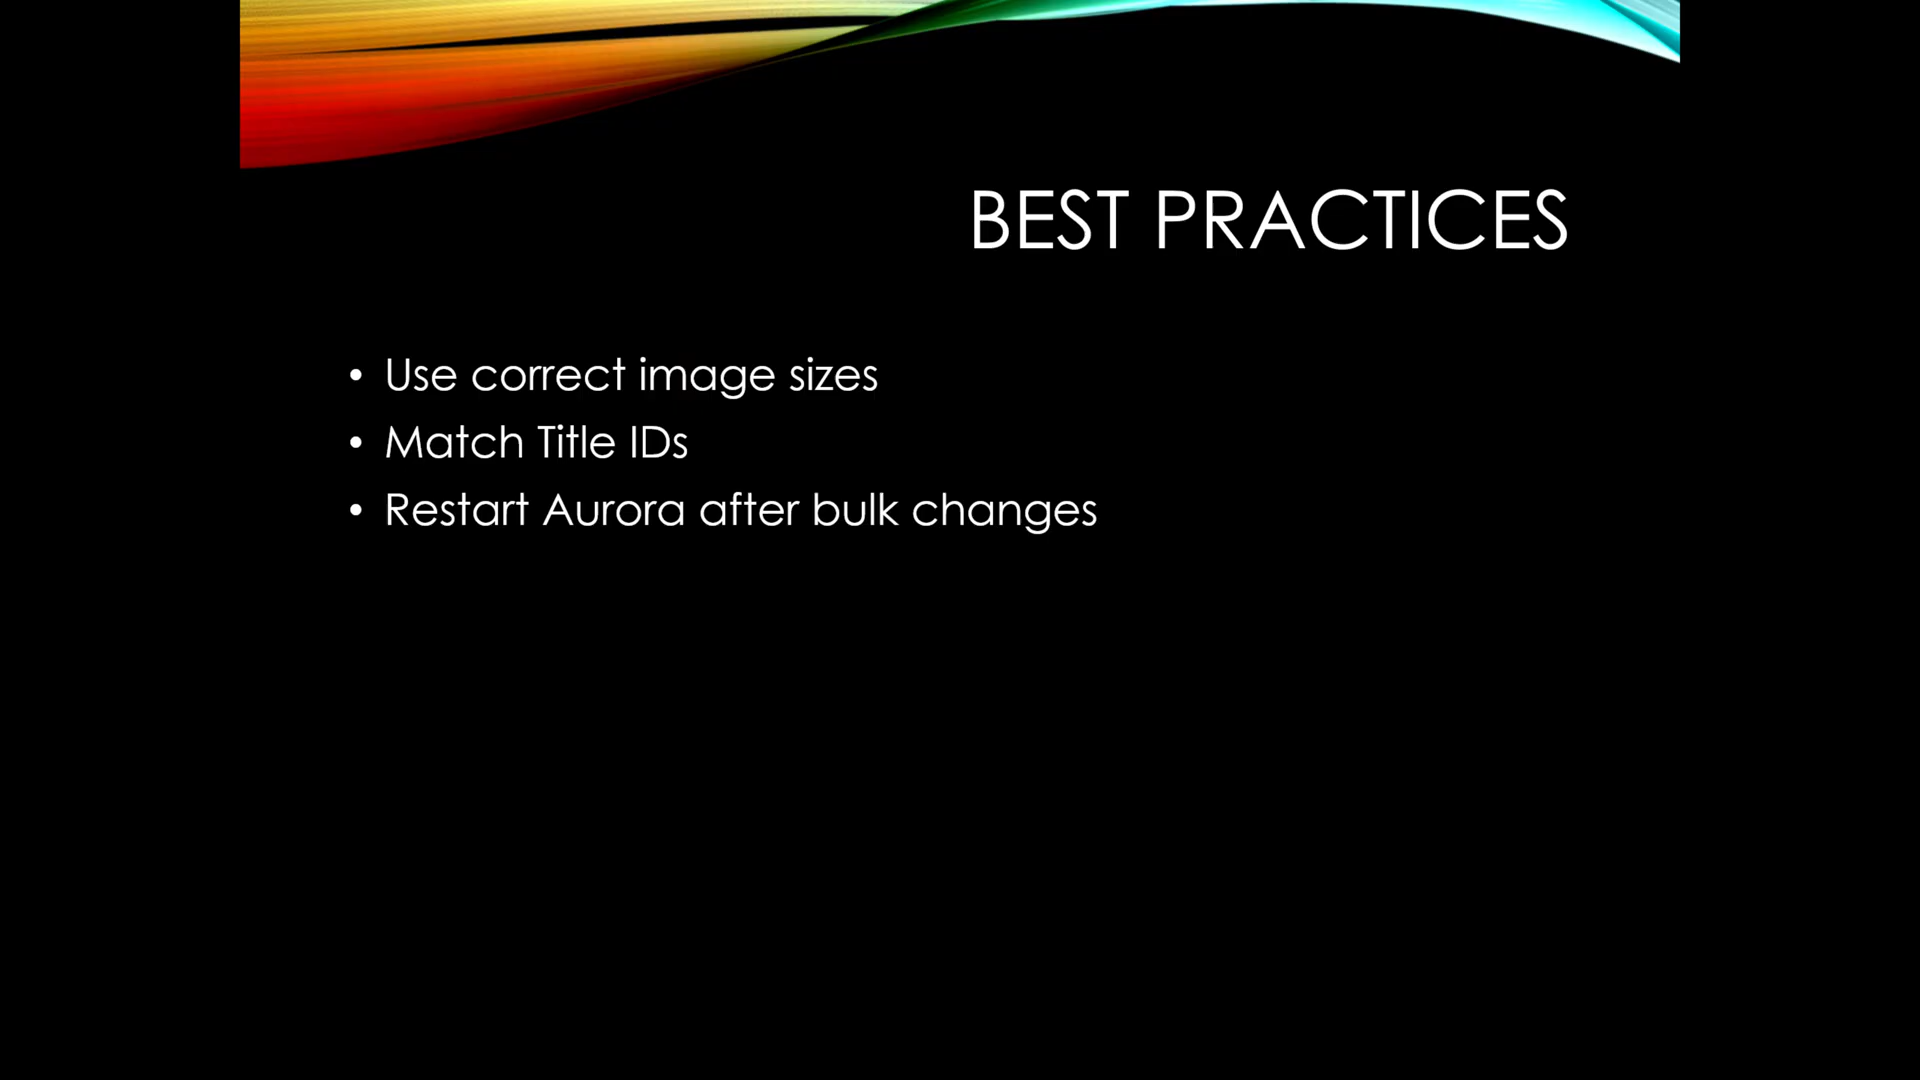 BEST PRACTICES
• Use correct image sizes
• Match Title IDs
• Restart Aurora after bulk changes